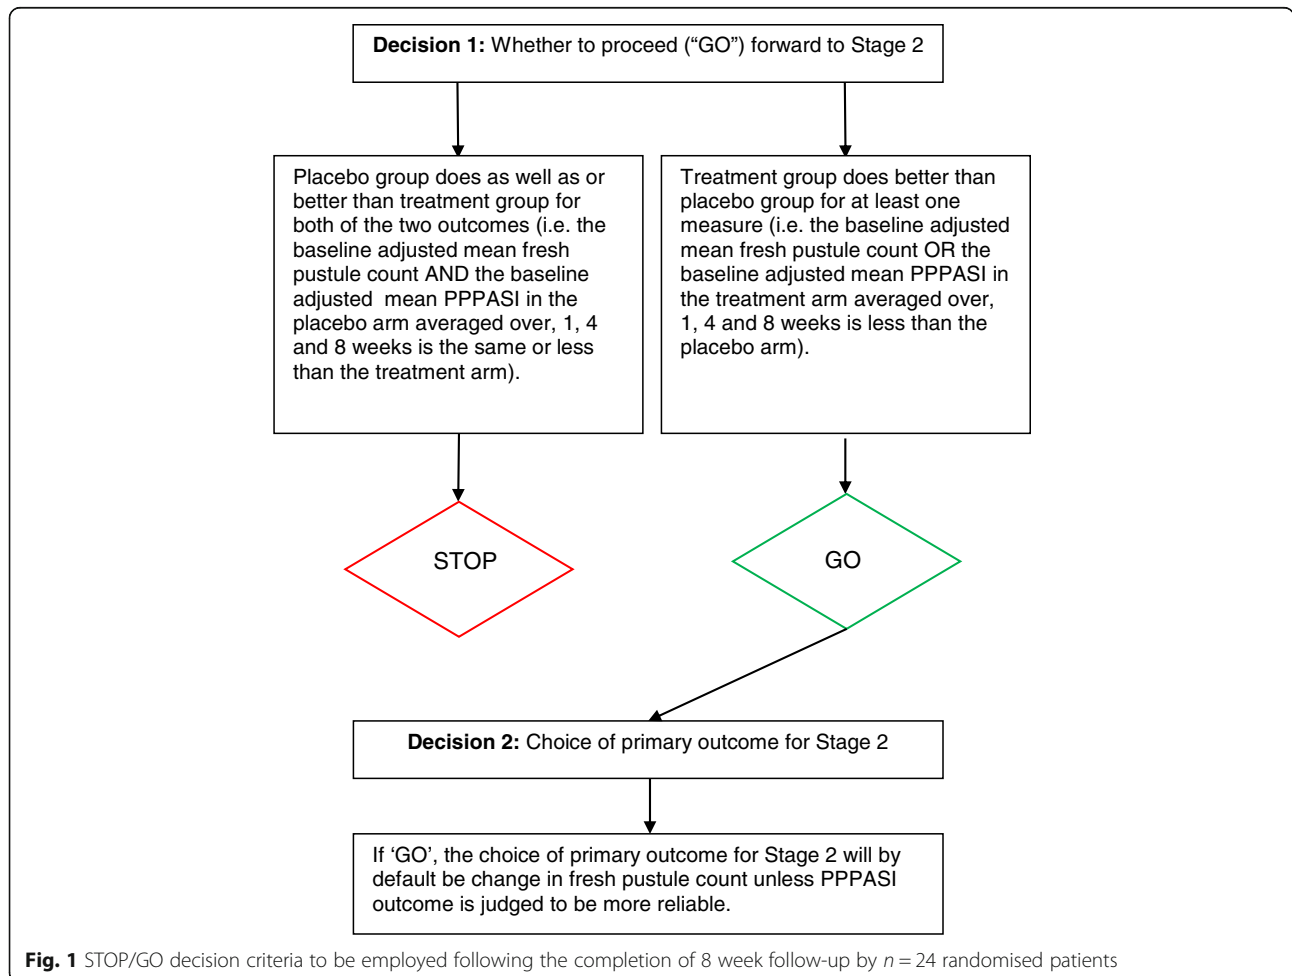 Decision 1: Whether to proceed (“GO”) forward to Stage 2
Placebo group does as well as or
better than treatment group for
both of the two outcomes (i.e. the
baseline adjusted mean fresh
pustule count AND the baseline
adjusted mean PPPASI in the
placebo arm averaged over, 1, 4
and 8 weeks is the same or less
than the treatment arm).
Treatment group does better than
placebo group for at least one
measure (i.e. the baseline adjusted
mean fresh pustule count OR the
baseline adjusted mean PPPASI in
the treatment arm averaged over,
1, 4 and 8 weeks is less than the
placebo arm).
STOP
GO
Decision 2: Choice of primary outcome for Stage 2
If ‘GO’, the choice of primary outcome for Stage 2 will by
default be change in fresh pustule count unless PPPASI
outcome is judged to be more reliable.
Fig. 1 STOP/GO decision criteria to be employed following the completion of 8 week follow-up by n = 24 randomised patients